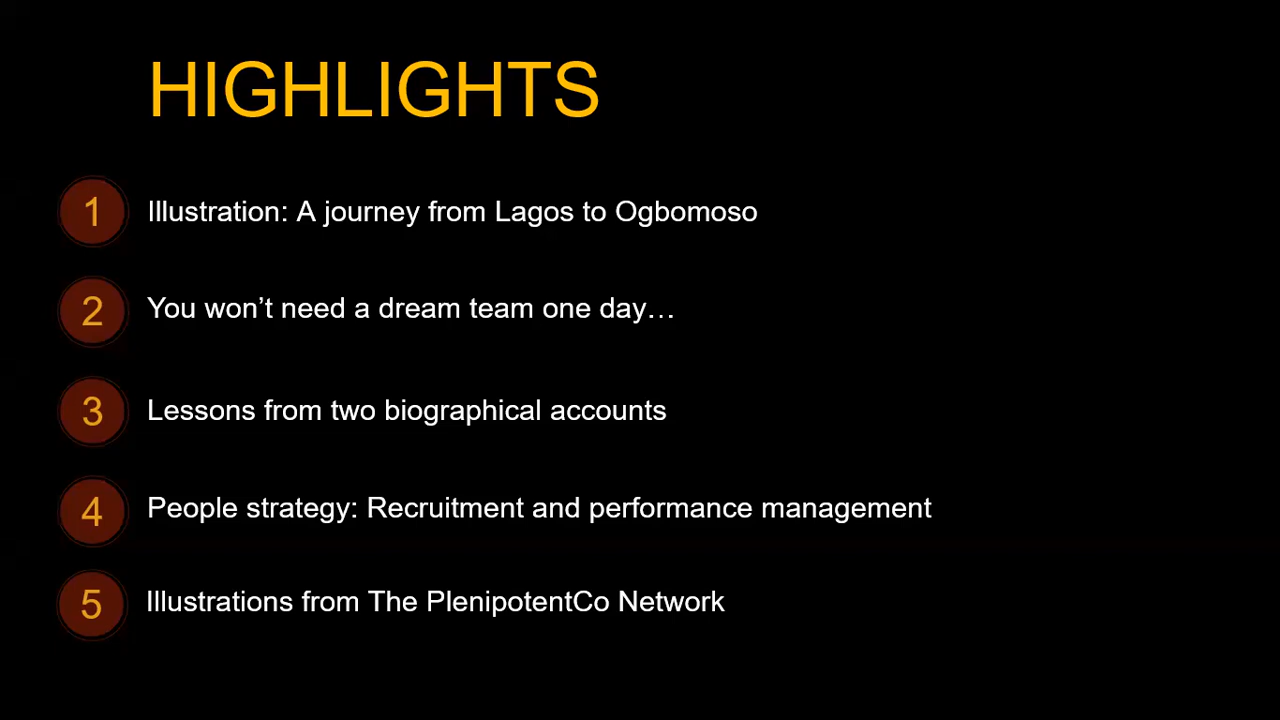 HIGHLIGHTS
1 Illustration: A journey from Lagos to Ogbomoso
2 You won’t need a dream team one day…
3 Lessons from two biographical accounts
4 People strategy: Recruitment and performance management
5 Illustrations from The PlenipotentCo Network